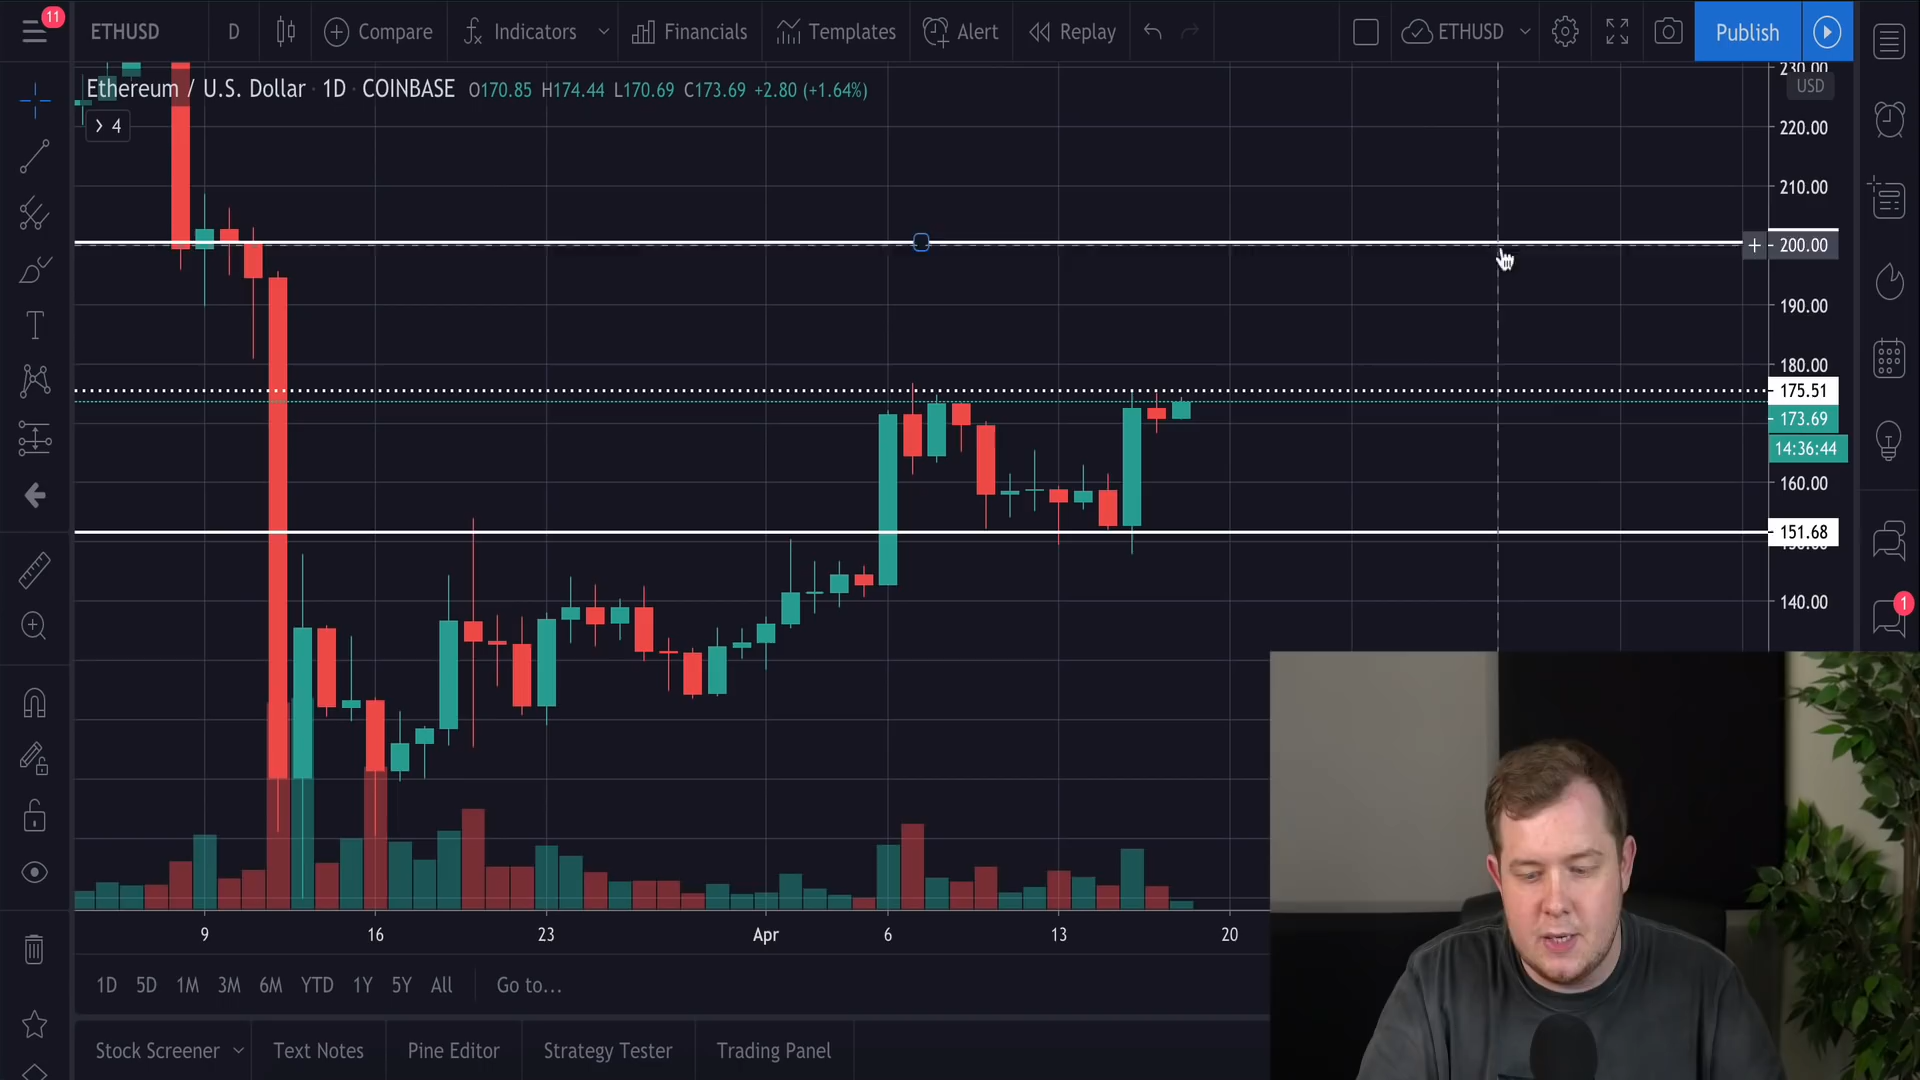 11
ETHUSD
D
Compare
Indicators
Financials
Templates
Alert
Replay
ETHUSD
Publish
Ethereum / U.S. Dollar · 1D · COINBASE O170.85 H174.44 L170.69 C173.69 +2.80 (+1.64%)
4
230.00
USD
220.00
210.00
200.00
190.00
180.00
175.51
173.69
14:36:44
160.00
151.68
140.00
1
9
16
23
Apr
6
13
20
1D 5D 1M 3M 6M YTD 1Y 5Y All Go to...
Stock Screener
Text Notes
Pine Editor
Strategy Tester
Trading Panel